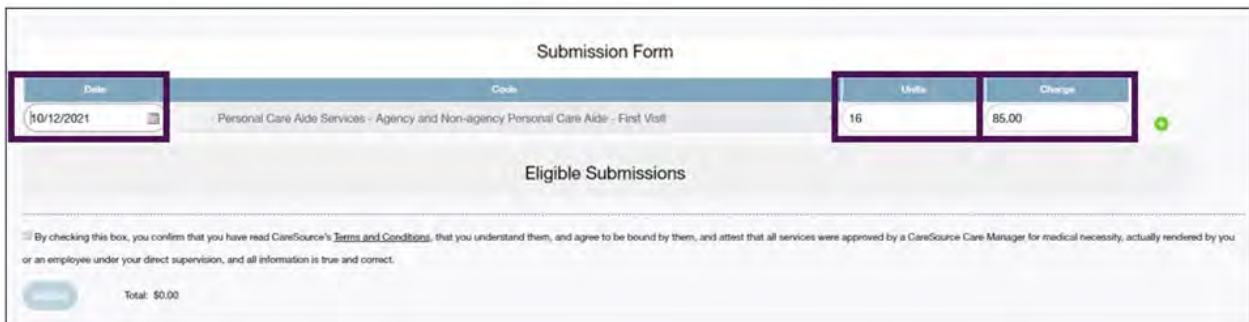 Submission Form
Date Code Units Charge
10/12/2021 - Personal Care Aide Services - Agency and Non-agency Personal Care Aide - First Visit 16 85.00
Eligible Submissions
By checking this box, you confirm that you have read CareSource's Terms and Conditions, that you understand them, and agree to be bound by them, and attest that all services were approved by a CareSource Care Manager for medical necessity, actually rendered by you
or an employee under your direct supervision, and all information is true and correct.
Total: $0.00